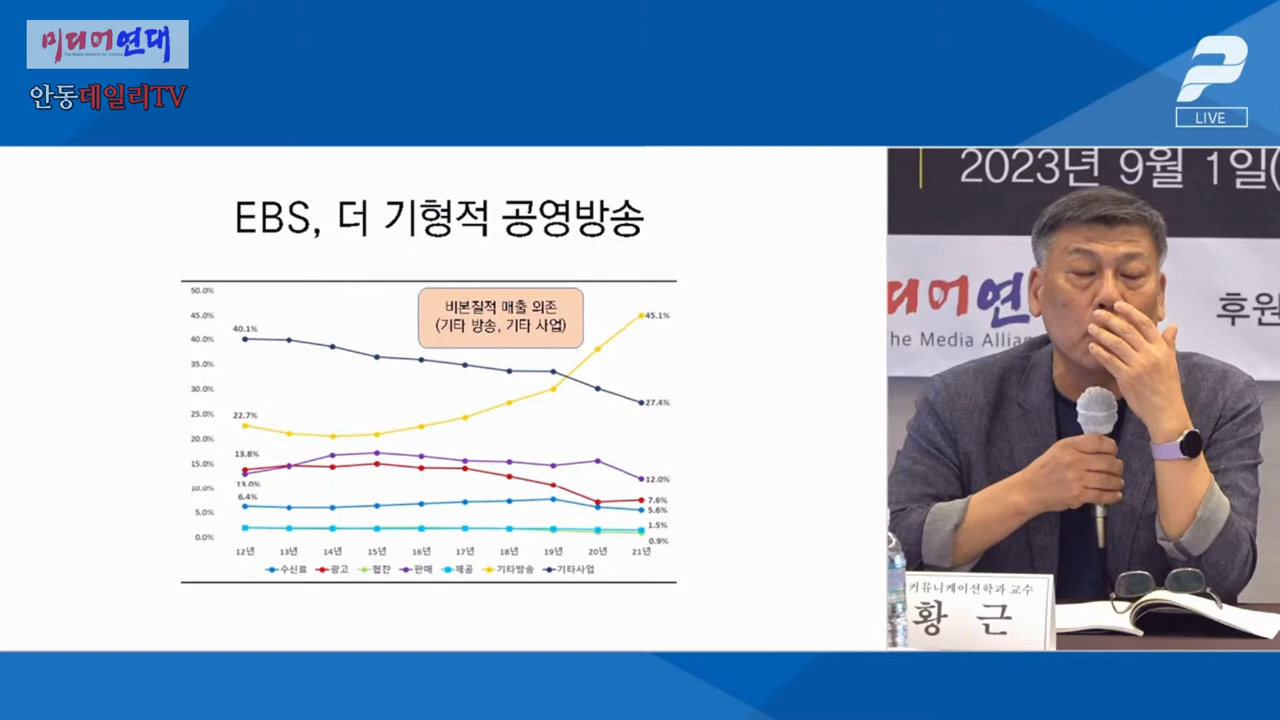 미디어연대
The Media Network for Justice
안동데일리TV
LIVE
EBS, 더 기형적 공영방송
비본질적 매출 의존
(기타 방송, 기타 사업)
50.0%
45.0%
40.0%
35.0%
30.0%
25.0%
20.0%
15.0%
10.0%
5.0%
0.0%
40.1%
22.7%
13.8%
13.0%
6.4%
45.1%
27.4%
12.0%
7.6%
5.6%
1.5%
0.9%
12년 13년 14년 15년 16년 17년 18년 19년 20년 21년
수신료 광고 협찬 판매 제공 기타방송 기타사업
2023년 9월 1일(
디어연
he Media Allian
후원
커뮤니케이션학과 교수
황 근